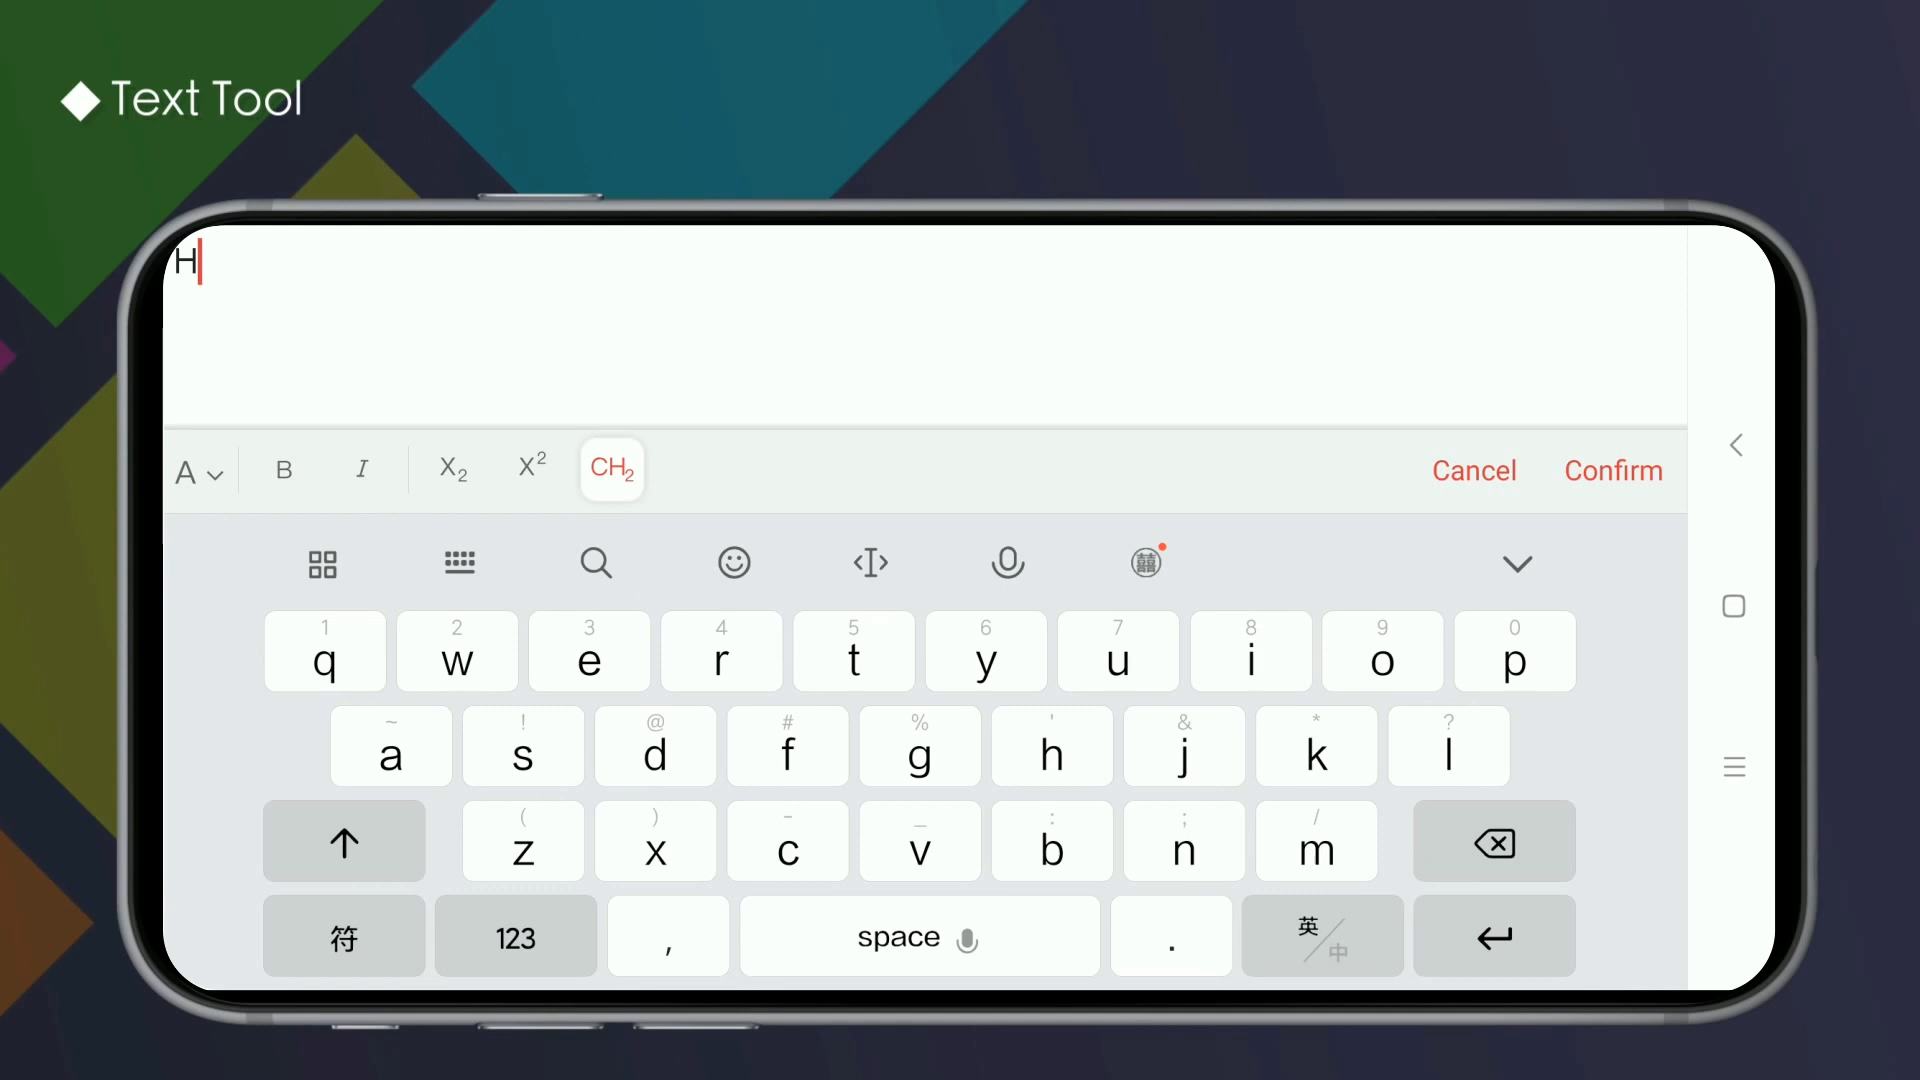 Text Tool
H
A B I X₂ X² CH₂ Cancel Confirm
囍
1 2 3 4 5 6 7 8 9 0
q w e r t y u i o p
~ ! @ # % ' & * ?
a s d f g h j k l
( ) - _ : ; /
z x c v b n m
符 123 , space . 英/中